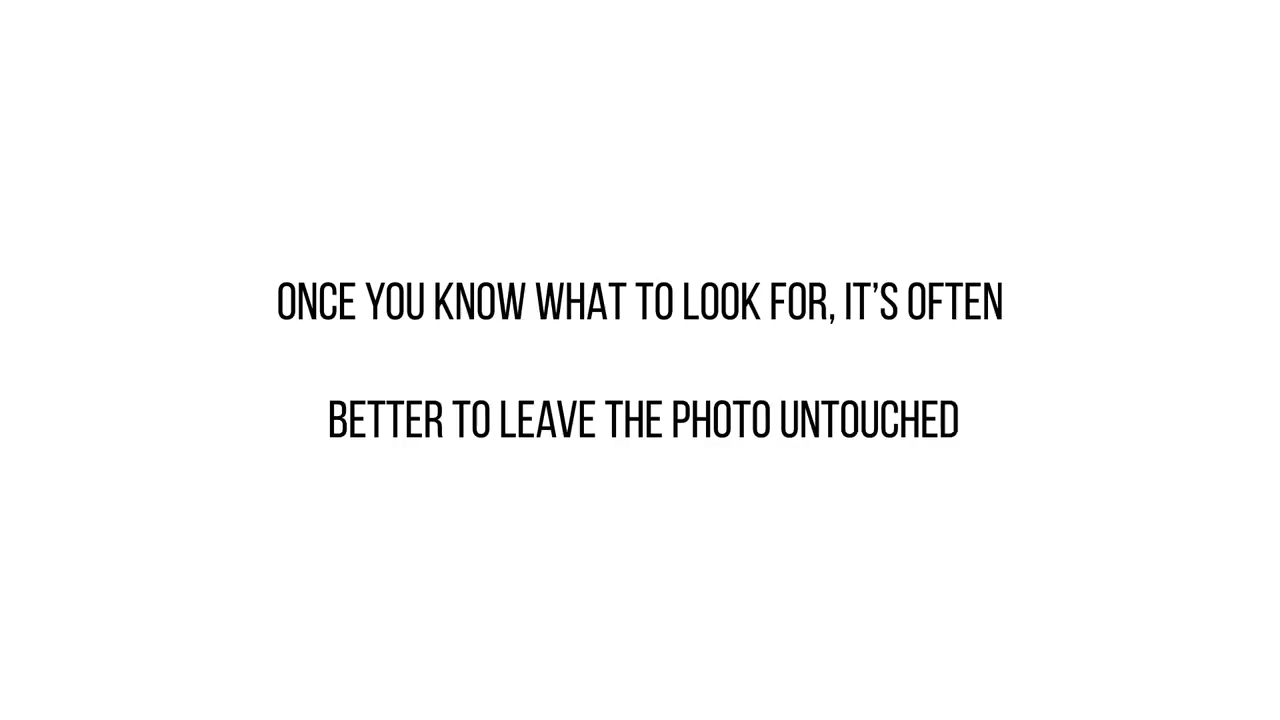 ONCE YOU KNOW WHAT TO LOOK FOR, IT’S OFTEN
BETTER TO LEAVE THE PHOTO UNTOUCHED